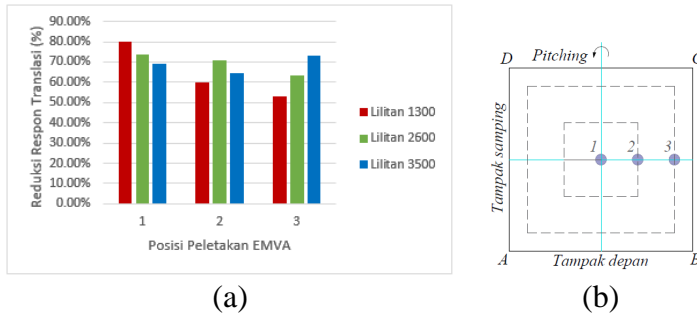 Reduksi Respon Translasi (%)
90.00%
80.00%
70.00%
60.00%
50.00%
40.00%
30.00%
20.00%
10.00%
0.00%
1 2 3
Posisi Peletakan EMVA
Lilitan 1300
Lilitan 2600
Lilitan 3500
(a)
D Pitching C
Tampak samping
1 2 3
A Tampak depan B
(b)